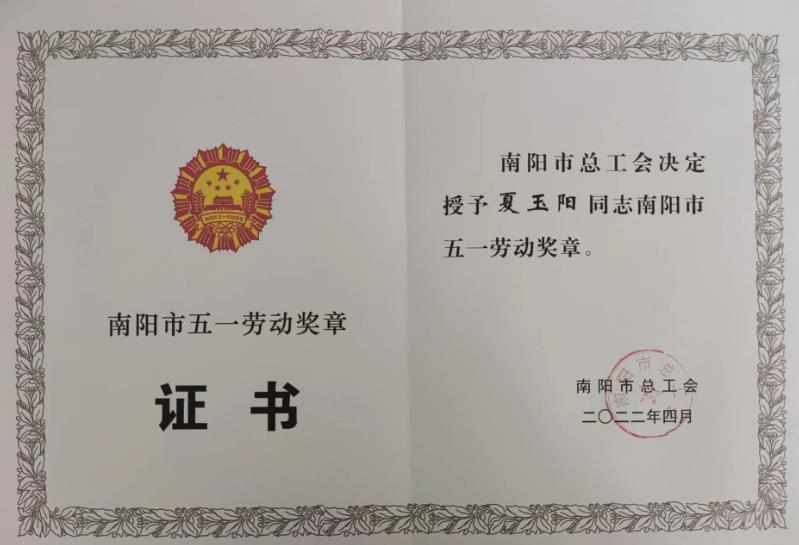 南阳市五一劳动奖章
证书
南阳市总工会决定
授予夏玉阳同志南阳市
五一劳动奖章。
南阳市总工会
二〇二二年四月